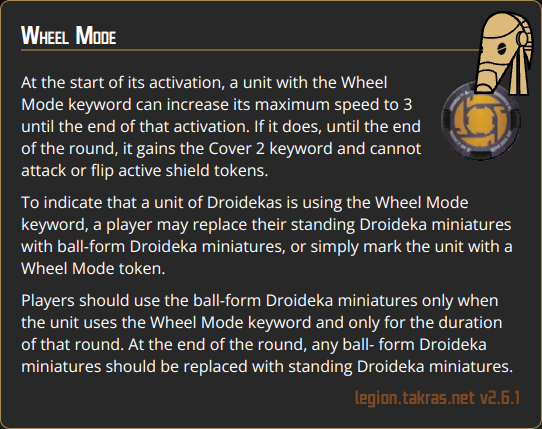 Wheel Mode
At the start of its activation, a unit with the Wheel
Mode keyword can increase its maximum speed to 3
until the end of that activation. If it does, until the end
of the round, it gains the Cover 2 keyword and cannot
attack or flip active shield tokens.
To indicate that a unit of Droidekas is using the Wheel Mode
keyword, a player may replace their standing Droideka miniatures
with ball-form Droideka miniatures, or simply mark the unit with a
Wheel Mode token.
Players should use the ball-form Droideka miniatures only when
the unit uses the Wheel Mode keyword and only for the duration
of that round. At the end of the round, any ball- form Droideka
miniatures should be replaced with standing Droideka miniatures.
legion.takras.net v2.6.1